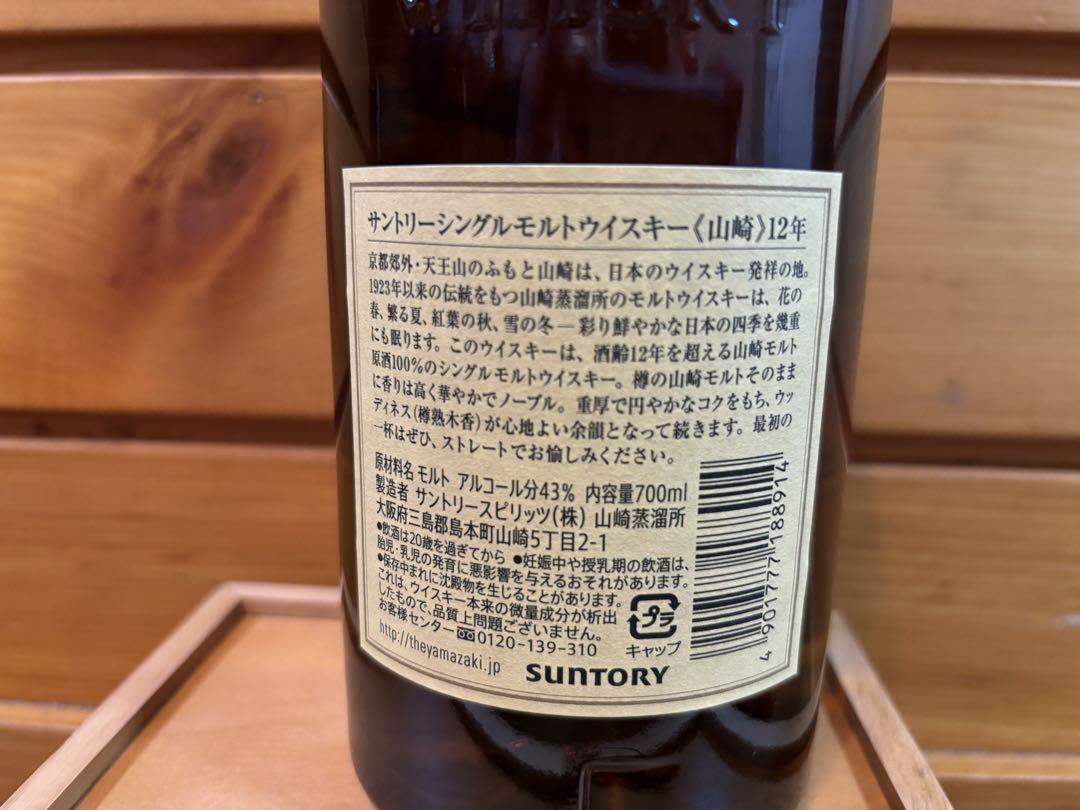 サントリーシングルモルトウイスキー《山崎》12年
京都郊外・天王山のふもと山崎は、日本のウイスキー発祥の地。
1923年以来の伝統をもつ山崎蒸溜所のモルトウイスキーは、花の
春、繁る夏、紅葉の秋、雪の冬―彩り鮮やかな日本の四季を幾重
にも眠ります。このウイスキーは、酒齢12年を超える山崎モルト
原酒100%のシングルモルトウイスキー。樽の山崎モルトそのまま
に香りは高く華やかでノーブル。重厚で円やかなコクをもち、ウッ
ディネス(樽熟木香)が心地よい余韻となって続きます。最初の
一杯はぜひ、ストレートでお愉しみください。
原材料名 モルト アルコール分43% 内容量700ml
製造者 サントリースピリッツ(株) 山崎蒸溜所
大阪府三島郡島本町山崎5丁目2-1
●飲酒は20歳を過ぎてから ●妊娠中や授乳期の飲酒は、
胎児・乳児の発育に悪影響を与えるおそれがあります。
●保存中まれに沈殿物を生じることがあります。
これは、ウイスキー本来の微量成分が析出
したもので、品質上問題ございません。
お客様センター 0120-139-310
http://theyamazaki.jp
SUNTORY
プラ
キャップ
4 901777 188914